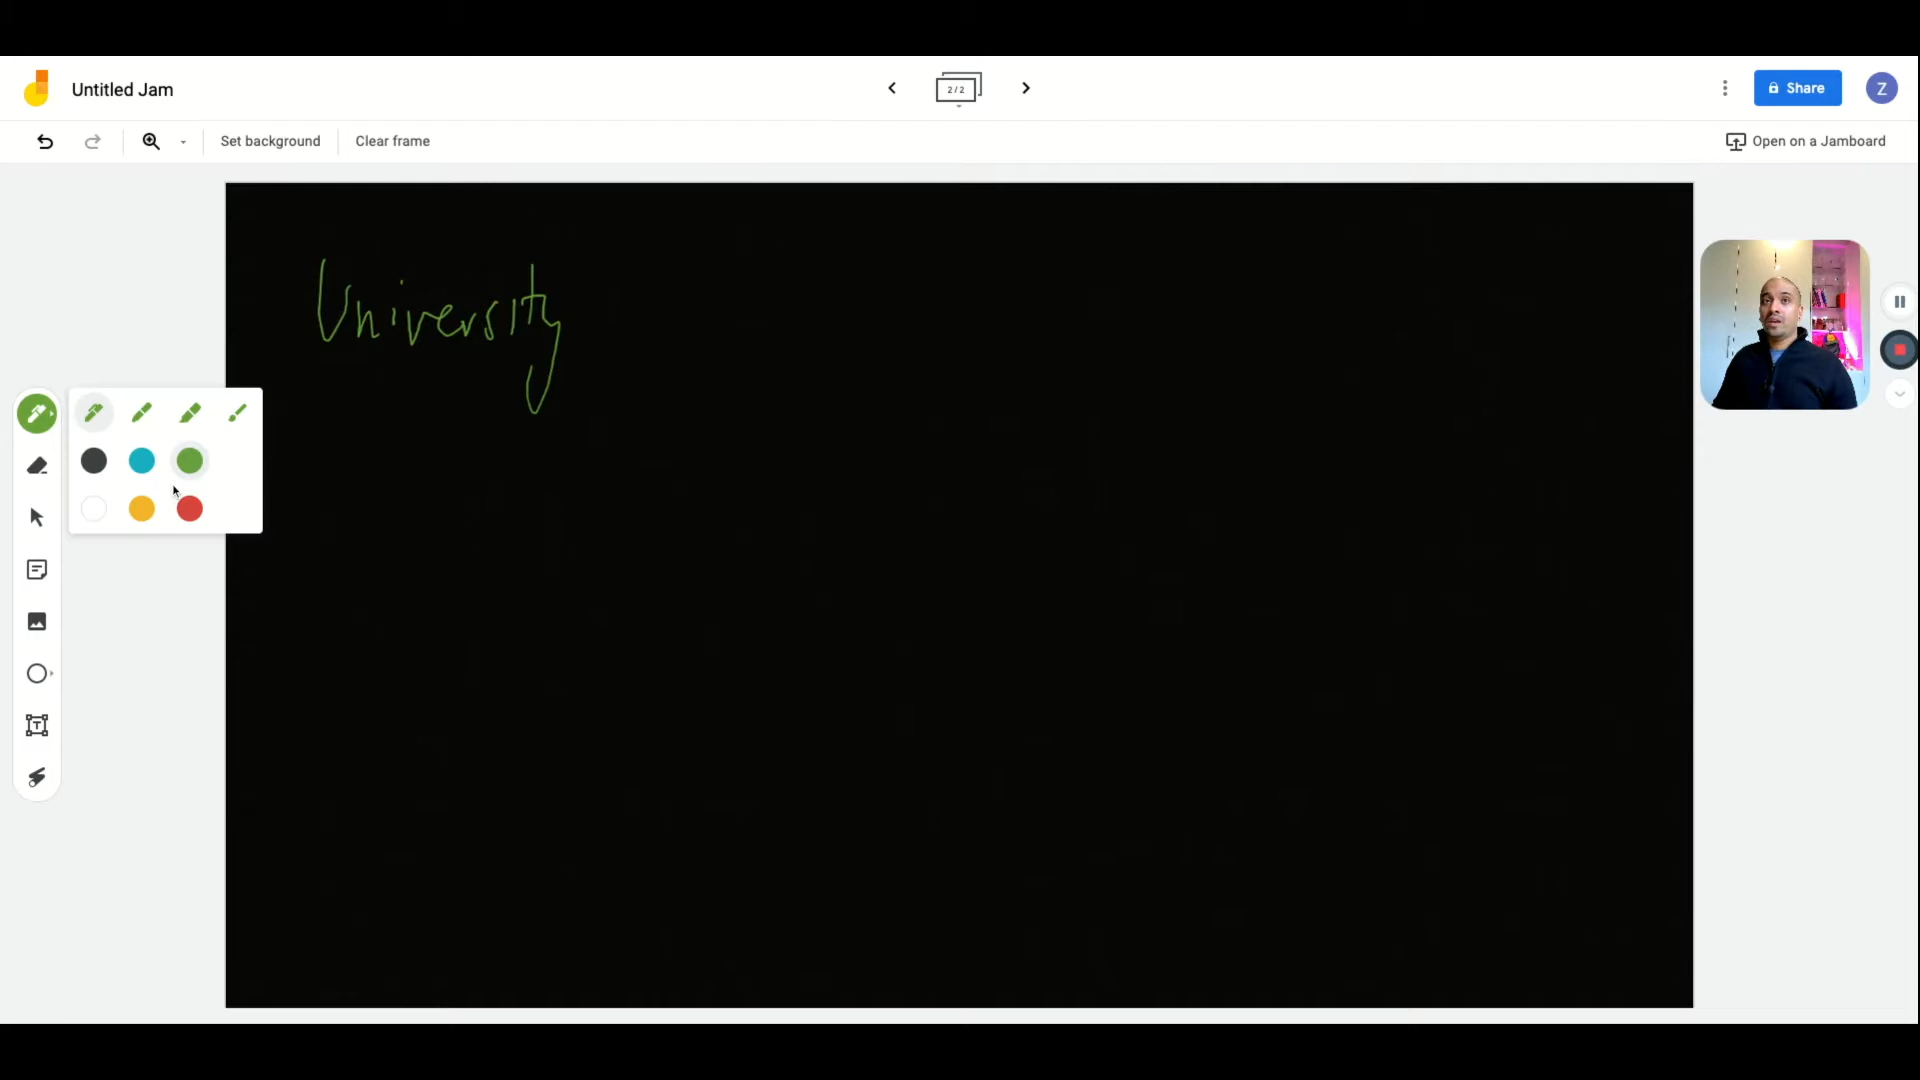 Untitled Jam
2/2
Share
Z
Set background
Clear frame
Open on a Jamboard
University